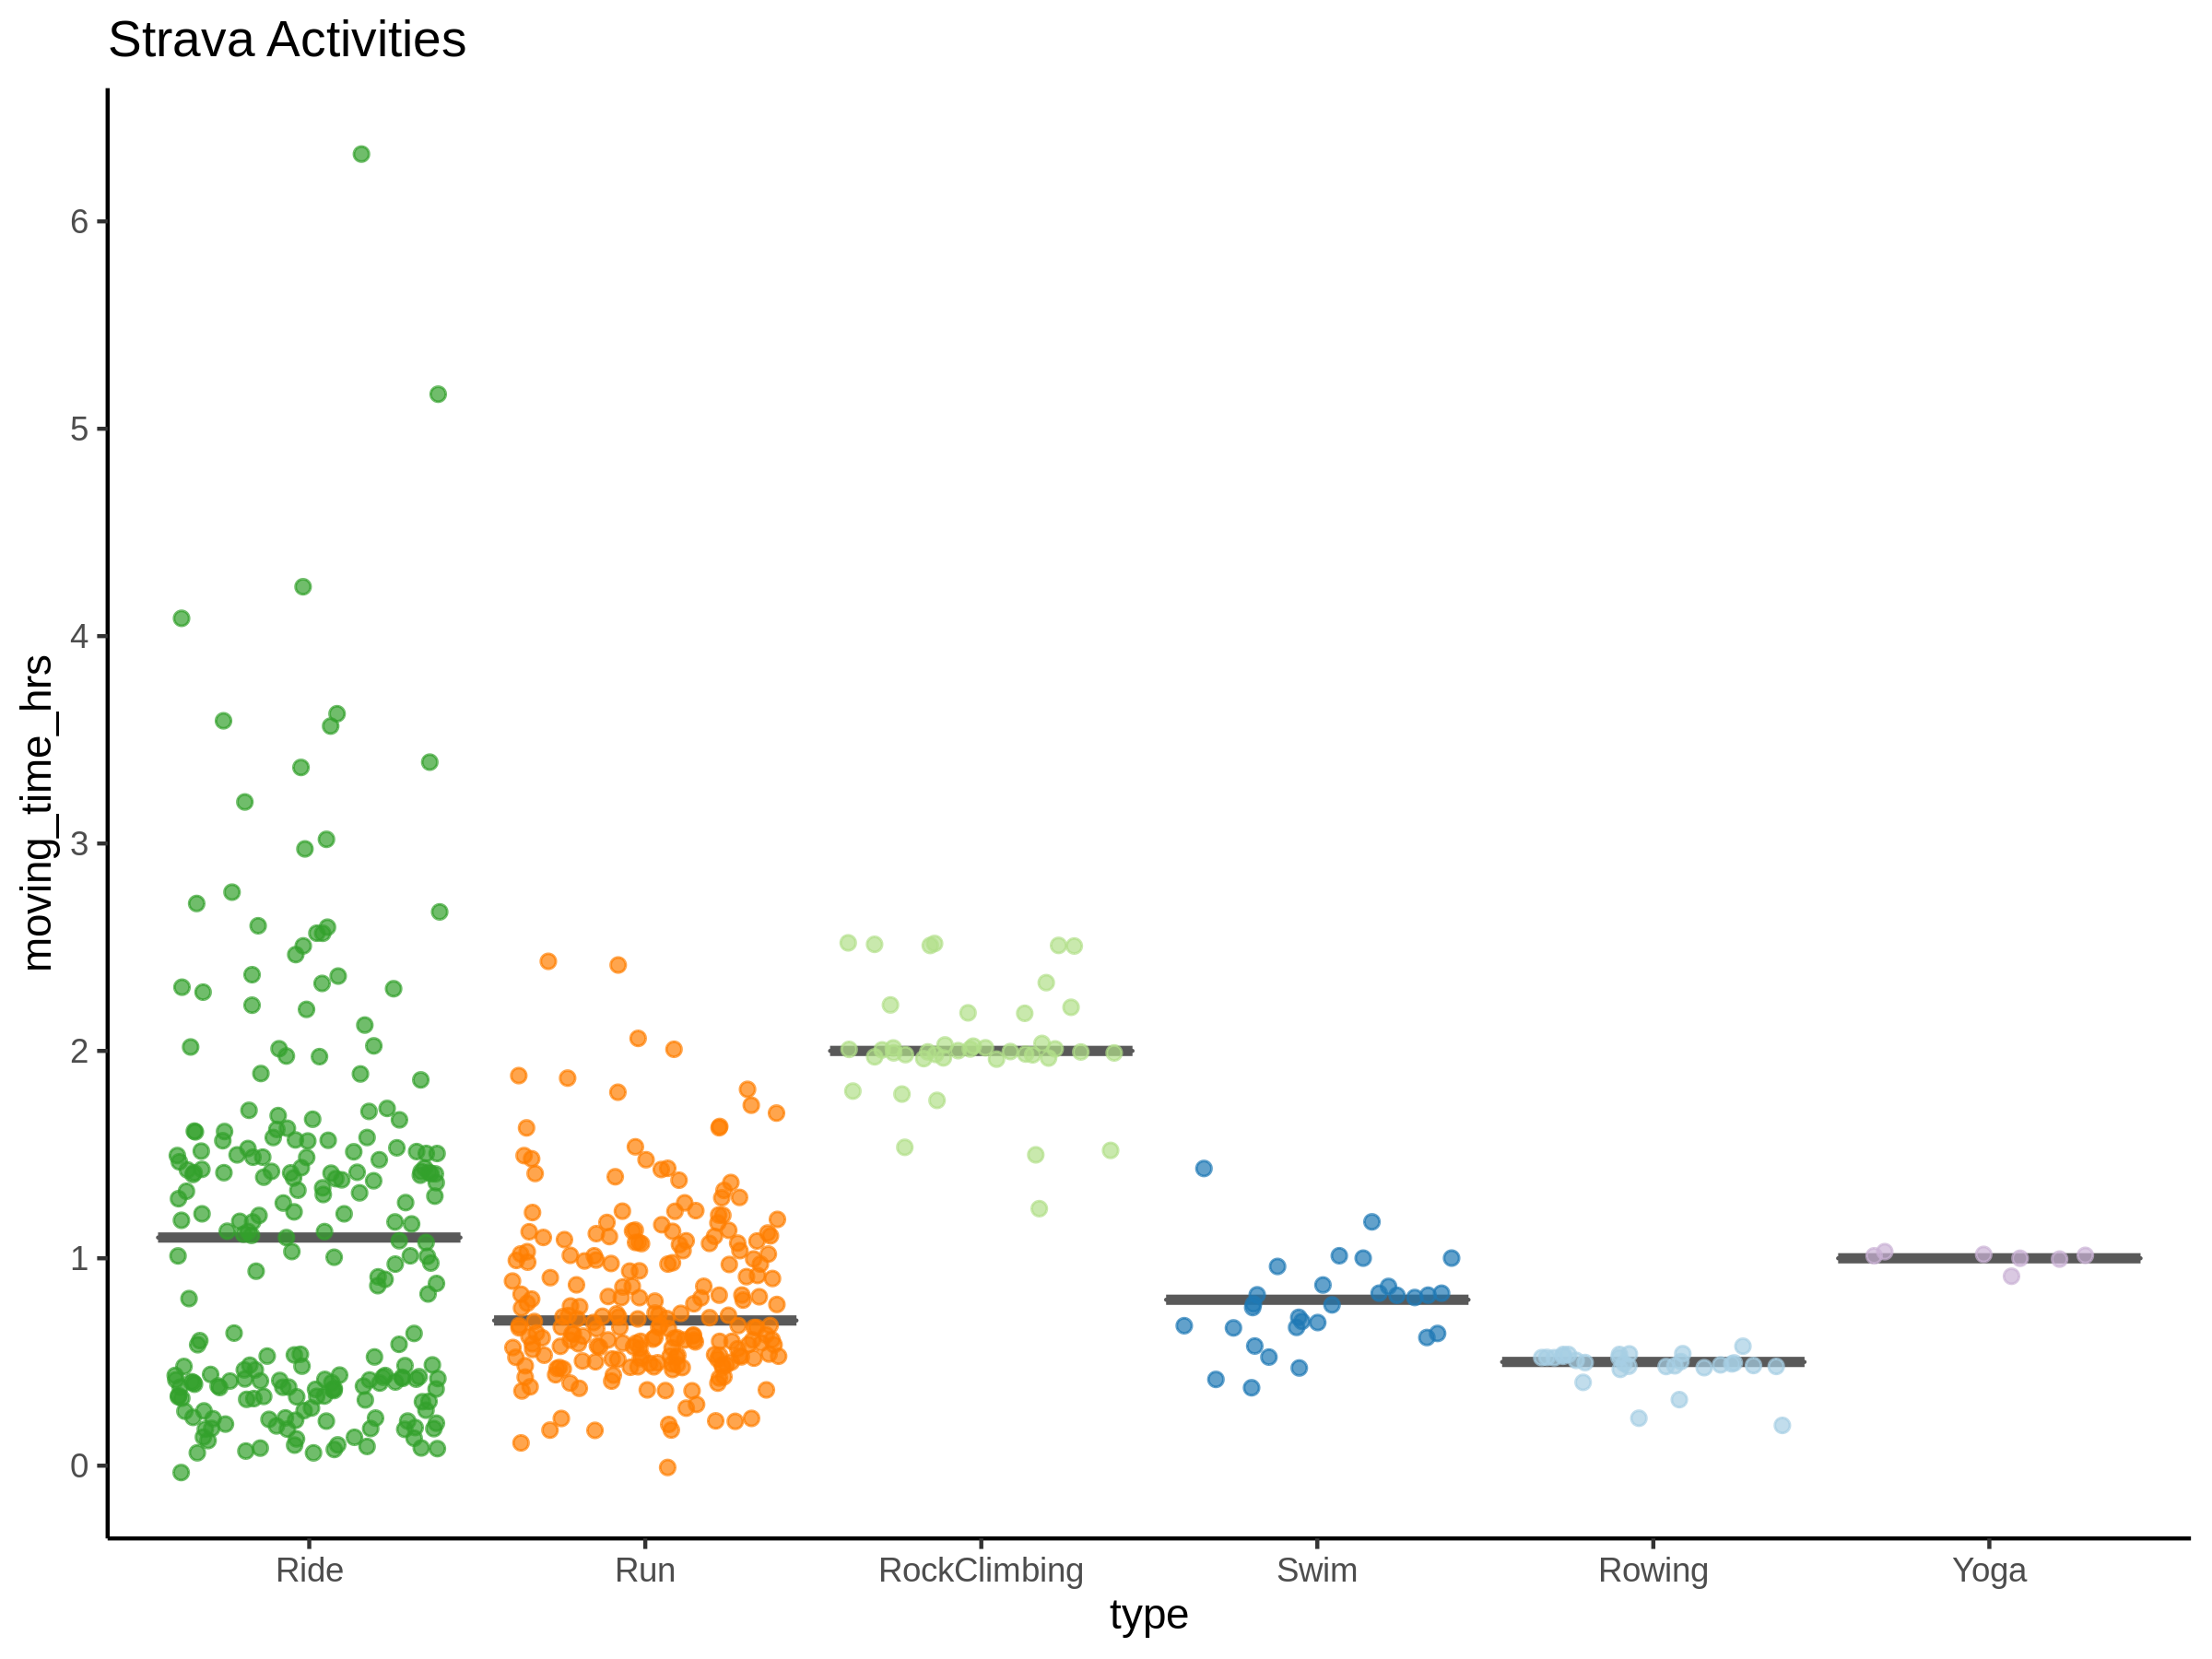 Strava Activities
moving_time_hrs
6
5
4
3
2
1
0
Ride Run RockClimbing Swim Rowing Yoga
type